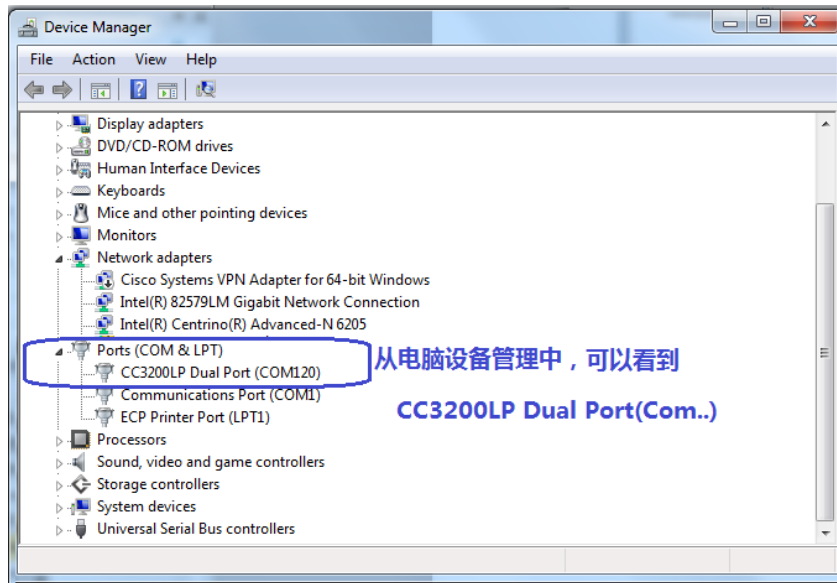 Device Manager
File Action View Help
Display adapters
DVD/CD-ROM drives
Human Interface Devices
Keyboards
Mice and other pointing devices
Monitors
Network adapters
Cisco Systems VPN Adapter for 64-bit Windows
Intel(R) 82579LM Gigabit Network Connection
Intel(R) Centrino(R) Advanced-N 6205
Ports (COM & LPT)
CC3200LP Dual Port (COM120)
Communications Port (COM1)
ECP Printer Port (LPT1)
Processors
Sound, video and game controllers
Storage controllers
System devices
Universal Serial Bus controllers
从电脑设备管理中，可以看到
CC3200LP Dual Port(Com..)